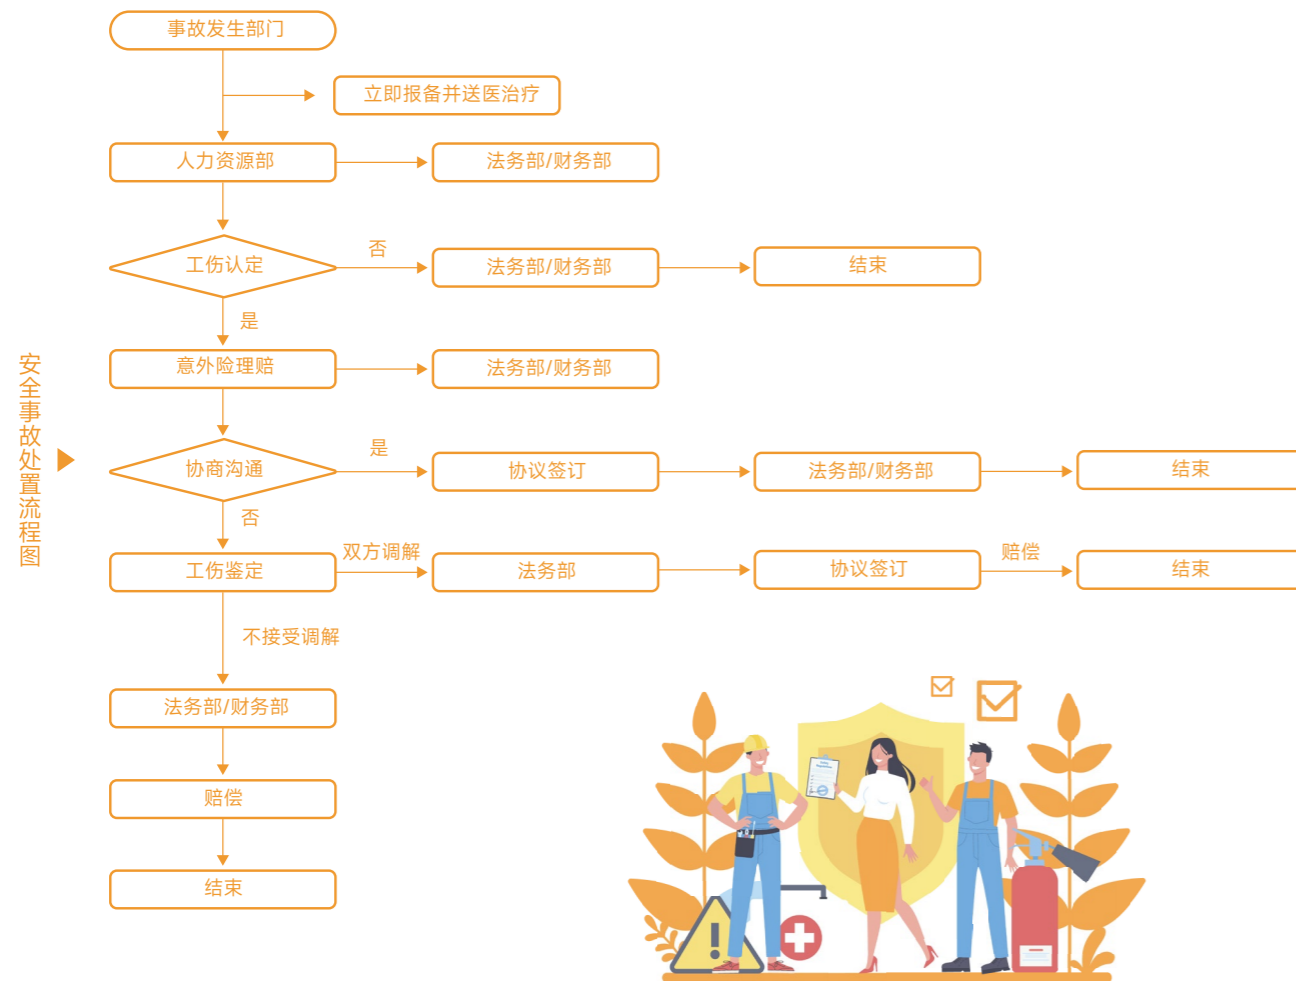 事故发生部门
立即报备并送医治疗
人力资源部
法务部/财务部
工伤认定
否
法务部/财务部
结束
是
意外险理赔
法务部/财务部
安全事故处置流程图
协商沟通
是
协议签订
法务部/财务部
结束
否
工伤鉴定
双方调解
法务部
协议签订
赔偿
结束
不接受调解
法务部/财务部
赔偿
结束